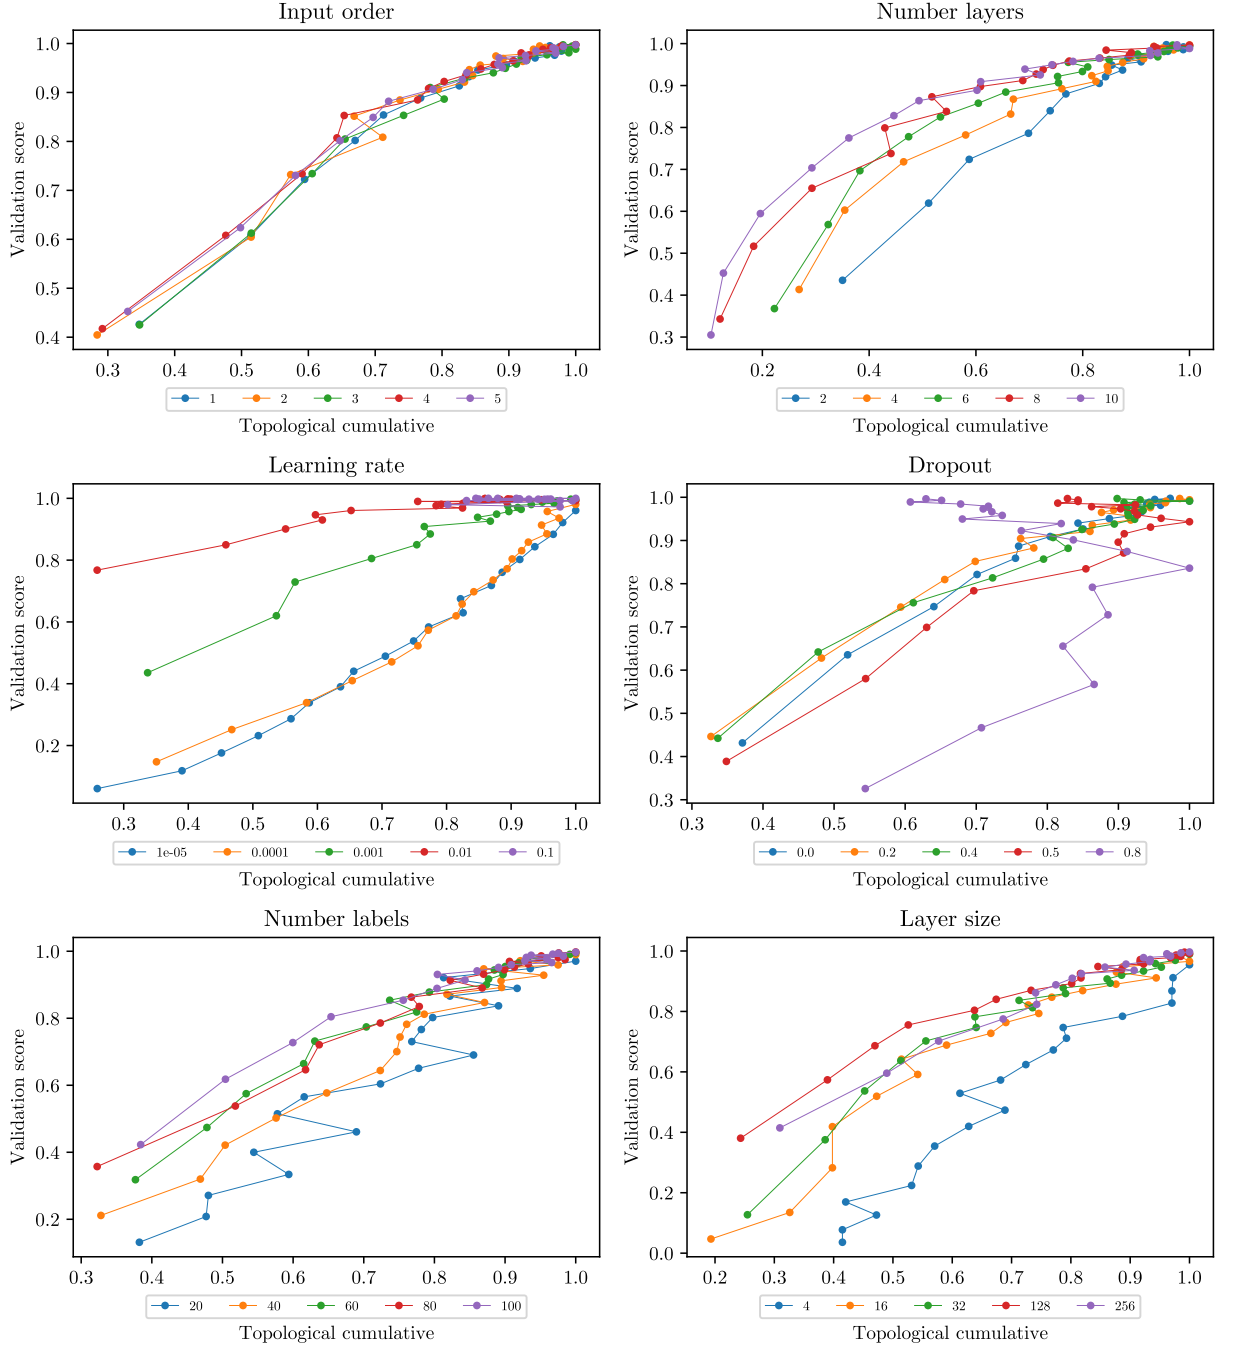 Input order
Validation score
1.0
0.9
0.8
0.7
0.6
0.5
0.4
0.3 0.4 0.5 0.6 0.7 0.8 0.9 1.0
1 2 3 4 5
Topological cumulative
Number layers
Validation score
1.0
0.9
0.8
0.7
0.6
0.5
0.4
0.3
0.2 0.4 0.6 0.8 1.0
2 4 6 8 10
Topological cumulative
Learning rate
Validation score
1.0
0.8
0.6
0.4
0.2
0.3 0.4 0.5 0.6 0.7 0.8 0.9 1.0
1e-05 0.0001 0.001 0.01 0.1
Topological cumulative
Dropout
Validation score
1.0
0.9
0.8
0.7
0.6
0.5
0.4
0.3
0.3 0.4 0.5 0.6 0.7 0.8 0.9 1.0
0.0 0.2 0.4 0.5 0.8
Topological cumulative
Number labels
Validation score
1.0
0.8
0.6
0.4
0.2
0.3 0.4 0.5 0.6 0.7 0.8 0.9 1.0
20 40 60 80 100
Topological cumulative
Layer size
Validation score
1.0
0.8
0.6
0.4
0.2
0.0
0.2 0.3 0.4 0.5 0.6 0.7 0.8 0.9 1.0
4 16 32 128 256
Topological cumulative